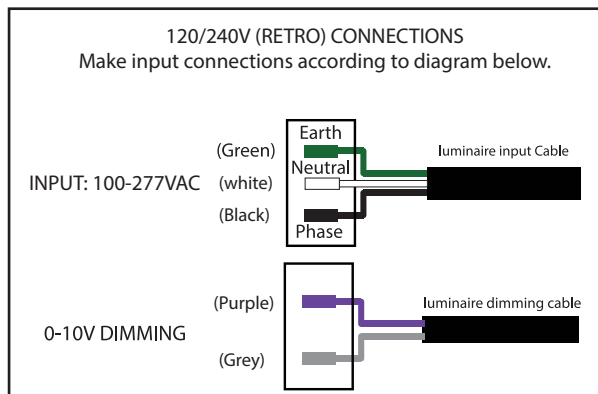 120/240V (RETRO) CONNECTIONS
Make input connections according to diagram below.
Earth
(Green)
luminaire input Cable
Neutral
INPUT: 100-277VAC
(white)
(Black)
Phase
(Purple)
luminaire dimming cable
0-10V DIMMING
(Grey)